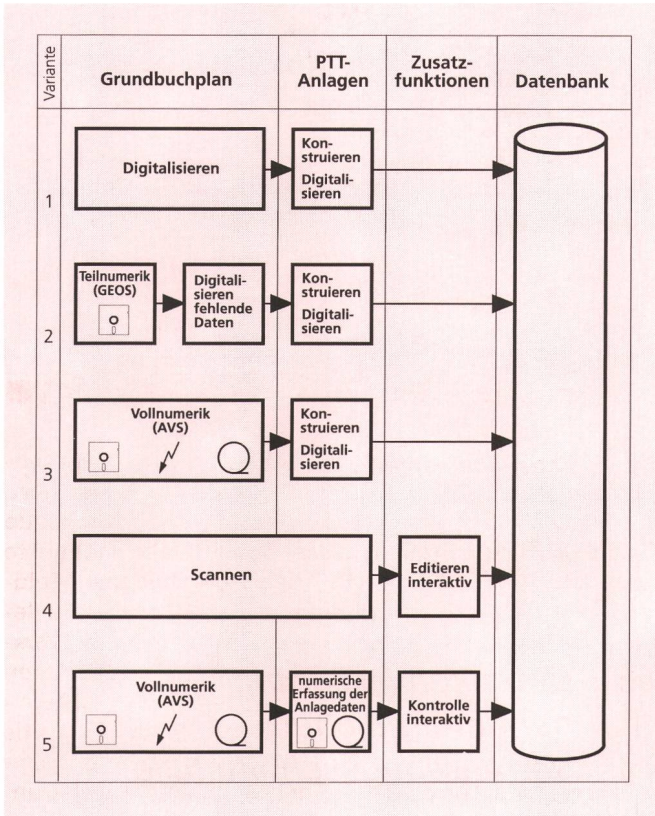 Variante
Grundbuchplan
PTT-
Anlagen
Zusatz-
funktionen
Datenbank
1
Digitalisieren
Kon-
struieren
Digitali-
sieren
2
Teilnumerik
(GEOS)
Digitali-
sieren
fehlende
Daten
Kon-
struieren
Digitali-
sieren
3
Vollnumerik
(AVS)
Kon-
struieren
Digitali-
sieren
4
Scannen
Editieren
interaktiv
5
Vollnumerik
(AVS)
numerische
Erfassung der
Anlagedaten
Kontrolle
interaktiv